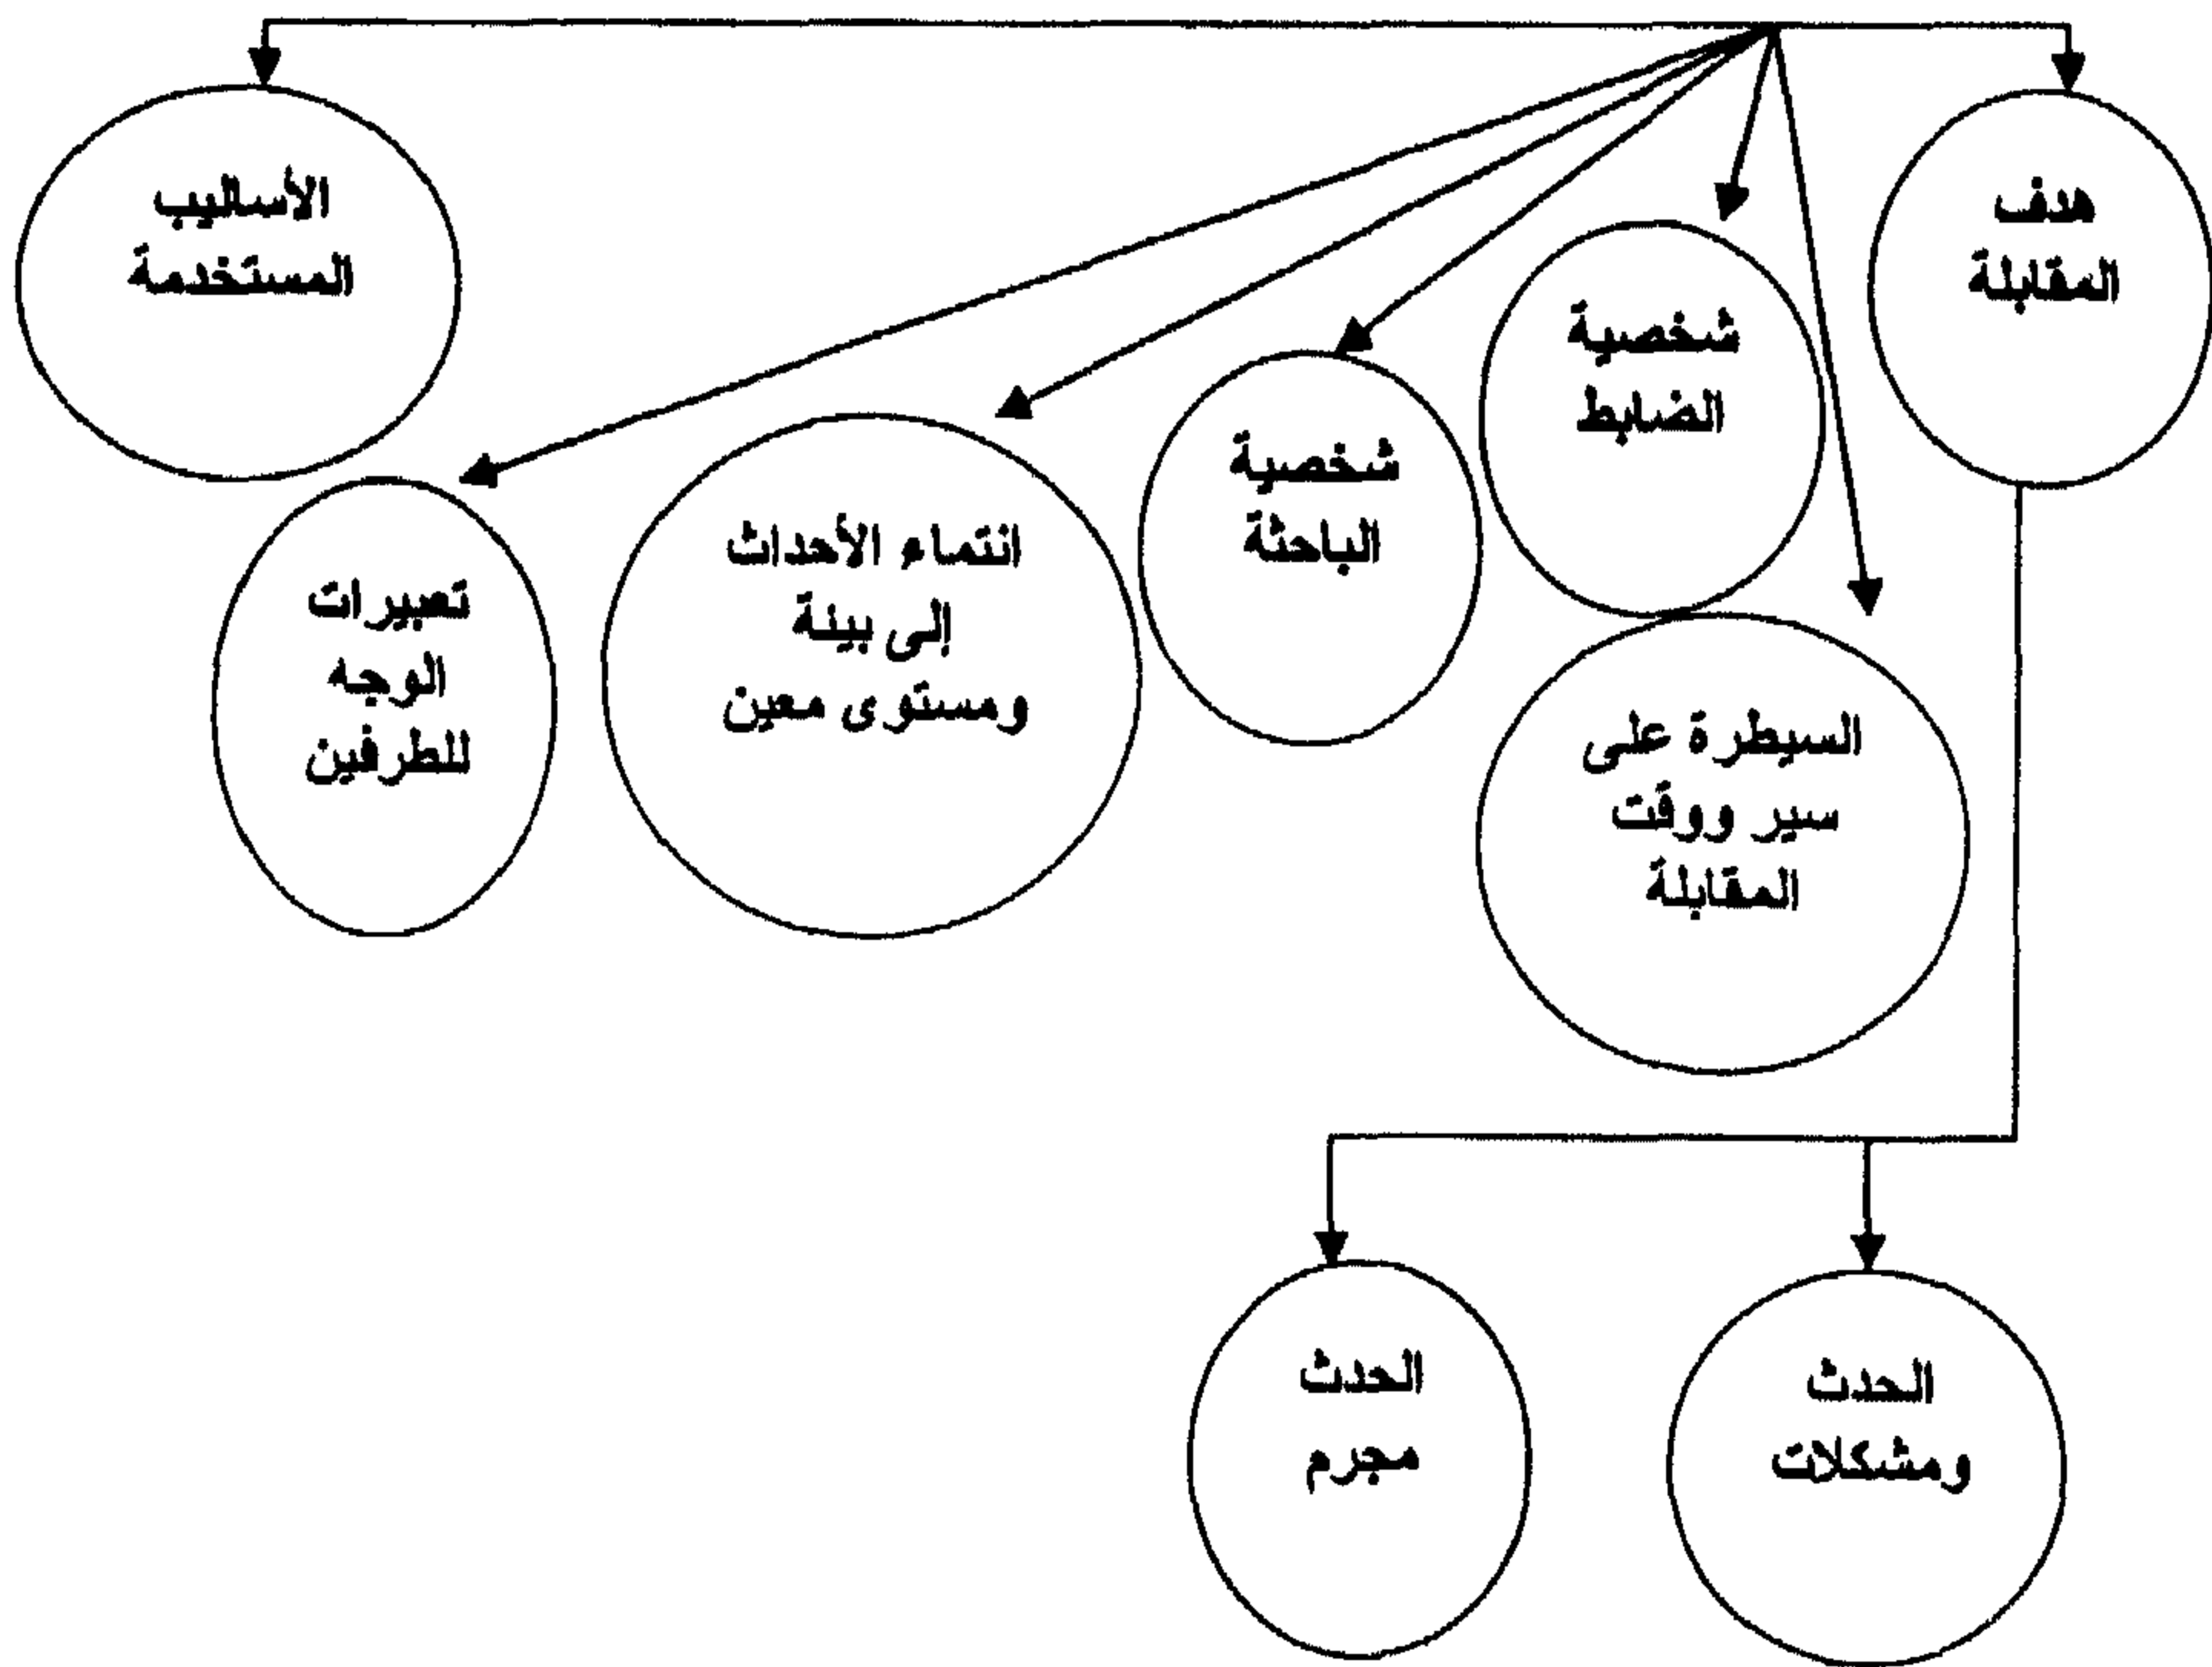 هدف
المقابلة
شخصية
الضابط
السيطرة على
سير ووقت
المقابلة
شخصية
الباحثة
انتماء الأحداث
إلى بيئة
ومستوى معين
تعبيرات
الوجه
للطرفين
الأساليب
المستخدمة
الحدث
ومشكلات
الحدث
مجرم